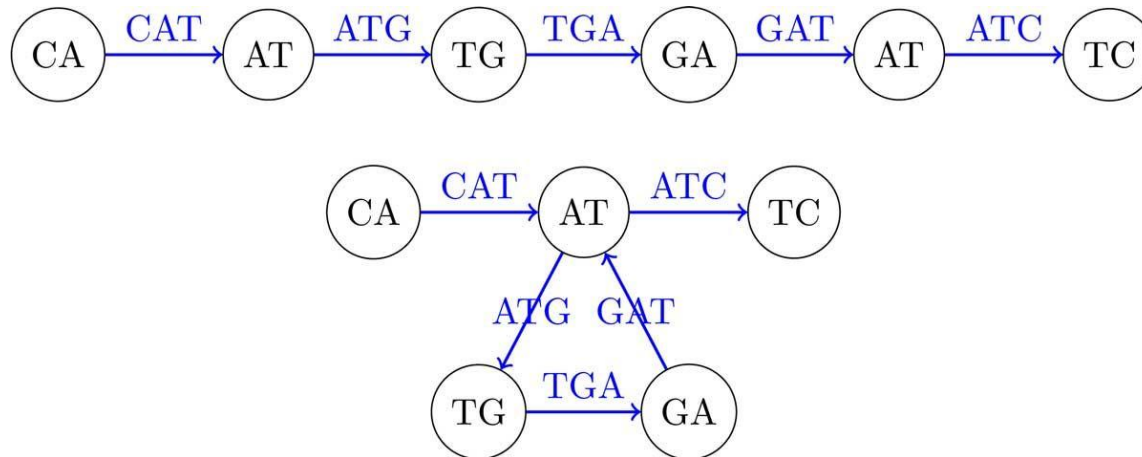 CAT ATG TGA GAT ATC
CA AT TG GA AT TC
CAT ATC
CA AT TC
ATG GAT
TGA
TG GA